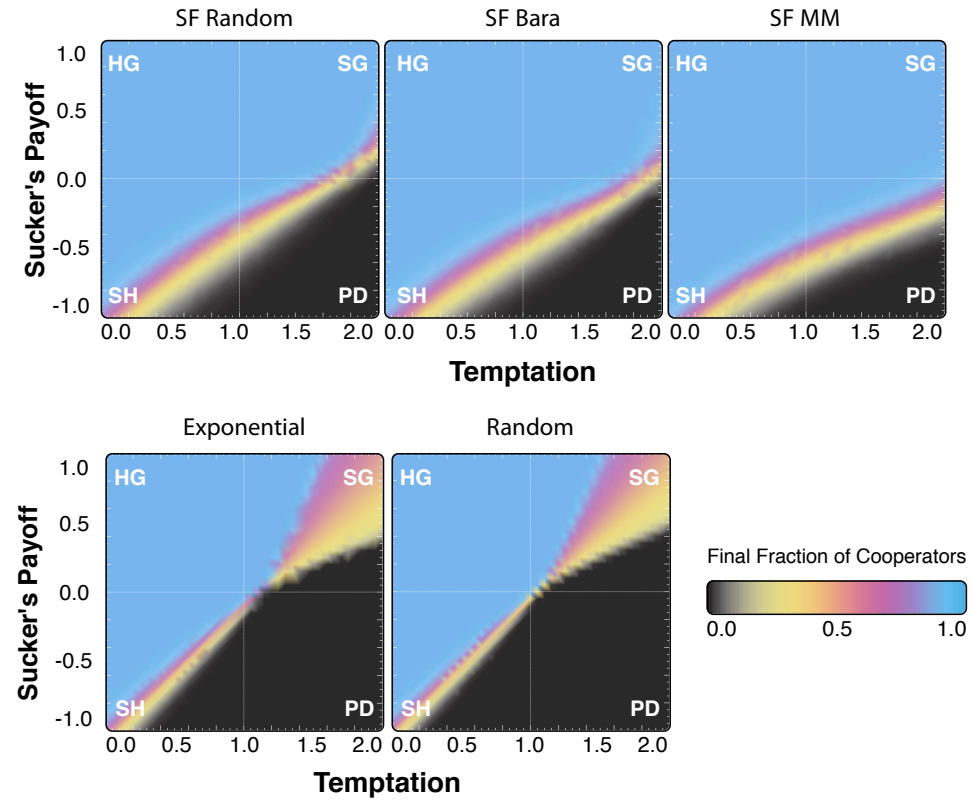 SF Random SF Bara SF MM
1.0
0.5
0.0
-0.5
-1.0
Sucker's Payoff
HG SG HG SG HG SG
SH PD SH PD SH PD
0.0 0.5 1.0 1.5 2.0 0.0 0.5 1.0 1.5 2.0 0.0 0.5 1.0 1.5 2.0
Temptation
Exponential Random
1.0
0.5
0.0
-0.5
-1.0
Sucker's Payoff
HG SG HG SG
SH PD SH PD
0.0 0.5 1.0 1.5 2.0 0.0 0.5 1.0 1.5 2.0
Temptation
Final Fraction of Cooperators
0.0 0.5 1.0